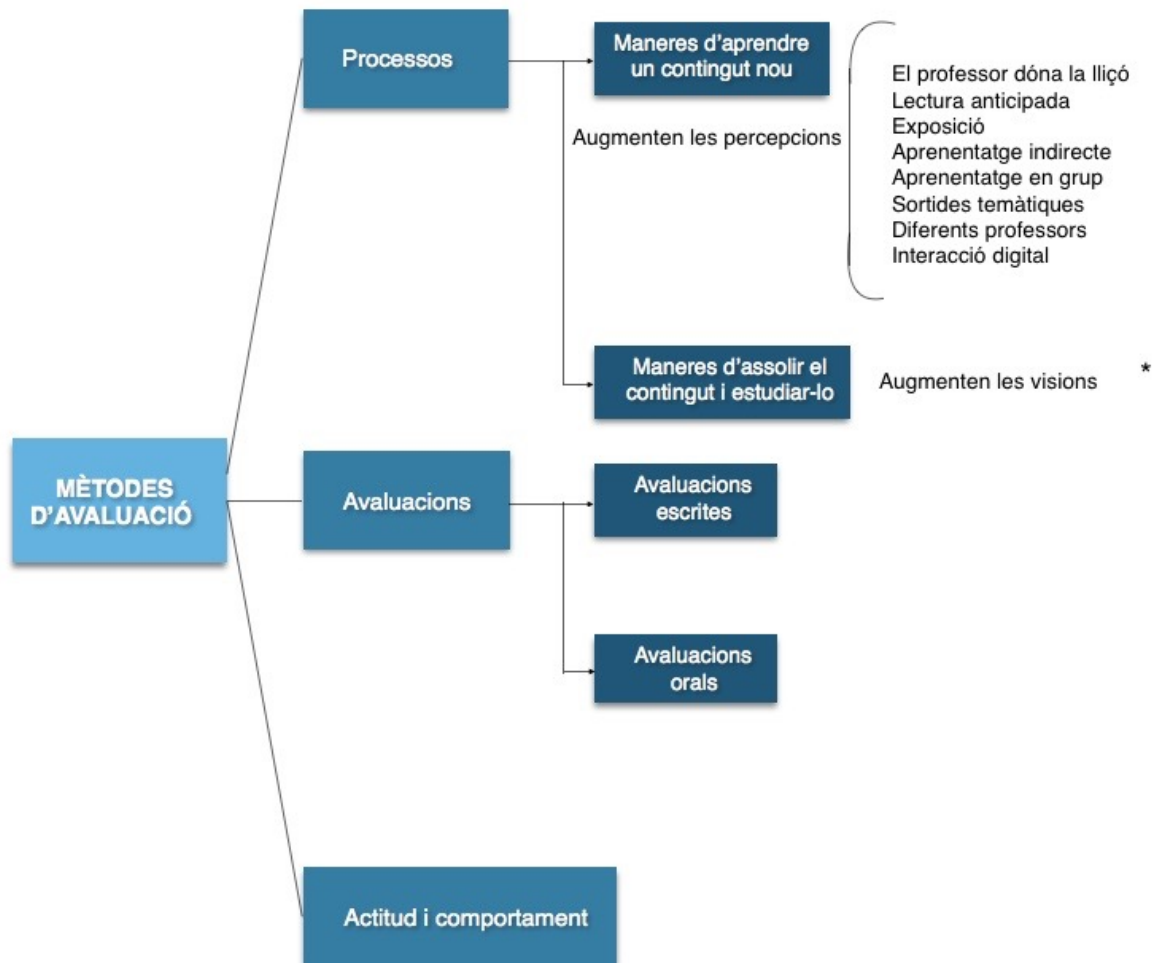 Processos
Maneres d’aprendre
un contingut nou
Augmenten les percepcions
El professor dóna la lliçó
Lectura anticipada
Exposició
Aprenentatge indirecte
Aprenentatge en grup
Sortides temàtiques
Diferents professors
Interacció digital
Maneres d’assolir el
contingut i estudiar-lo
Augmenten les visions *
MÈTODES
D’AVALUACIÓ
Avaluacions
Avaluacions
escrites
Avaluacions
orals
Actitud i comportament